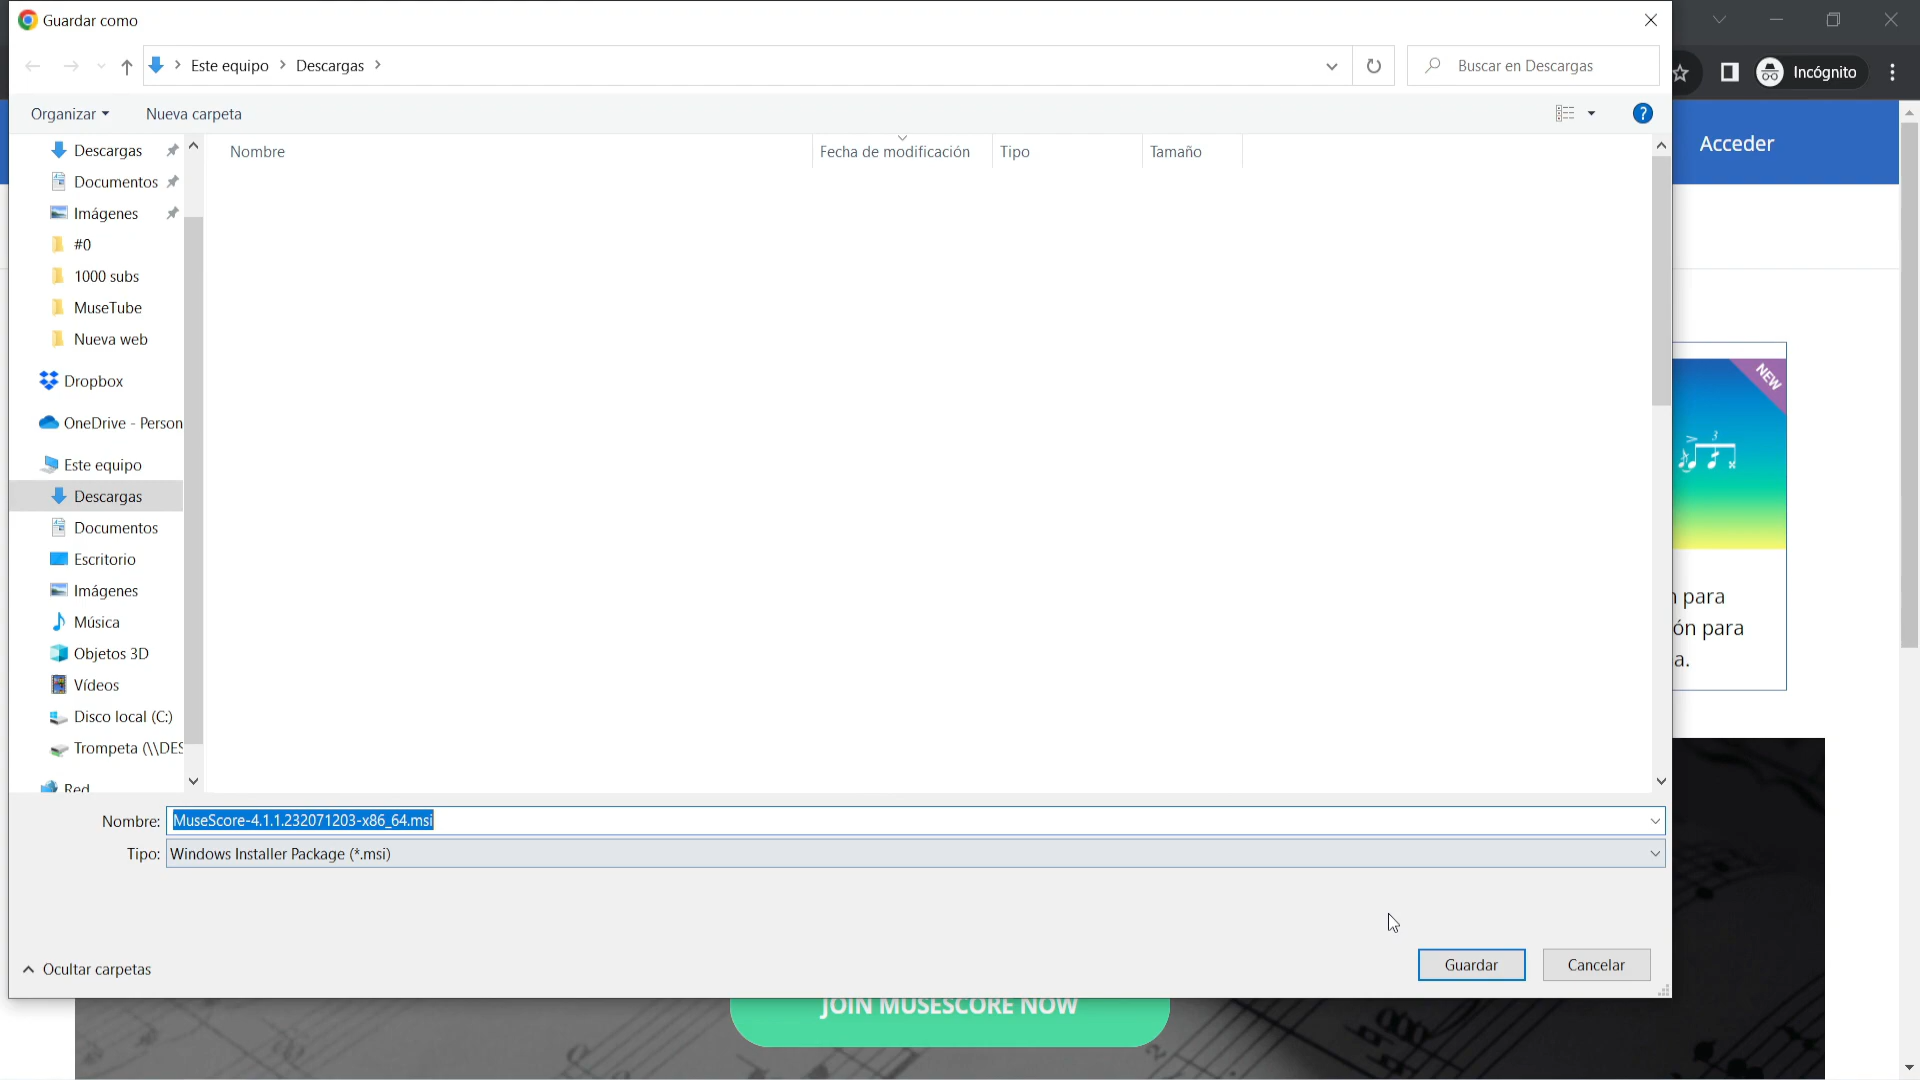 Guardar como
Este equipo
Descargas
Buscar en Descargas
Incógnito
Organizar
Nueva carpeta
Acceder
Descargas
Documentos
Imágenes
#0
1000 subs
MuseTube
Nueva web
Dropbox
OneDrive - Person
Este equipo
Descargas
Documentos
Escritorio
Imágenes
Música
Objetos 3D
Vídeos
Disco local (C:)
Trompeta (\\DES
Red
Nombre
Fecha de modificación
Tipo
Tamaño
NEW
3
para
ón para
a.
Nombre: MuseScore-4.1.1.232071203-x86_64.msi
Tipo: Windows Installer Package (*.msi)
Ocultar carpetas
Guardar
Cancelar
JOIN MUSESCORE NOW